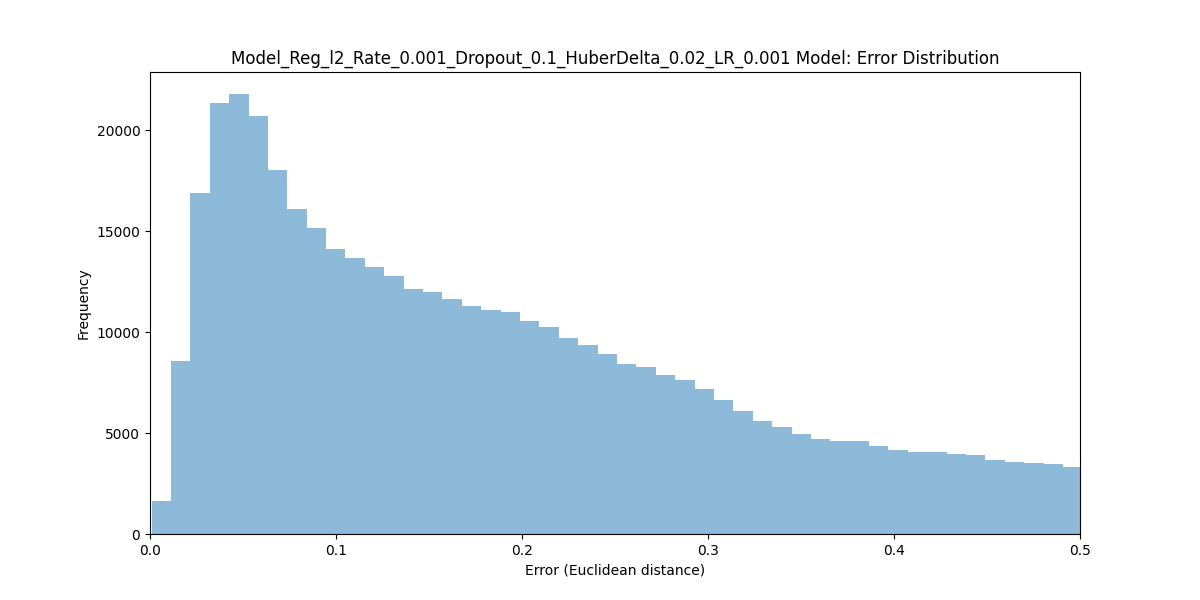 Model_Reg_l2_Rate_0.001_Dropout_0.1_HuberDelta_0.02_LR_0.001 Model: Error Distribution
Frequency
20000
15000
10000
5000
0
0.0 0.1 0.2 0.3 0.4 0.5
Error (Euclidean distance)